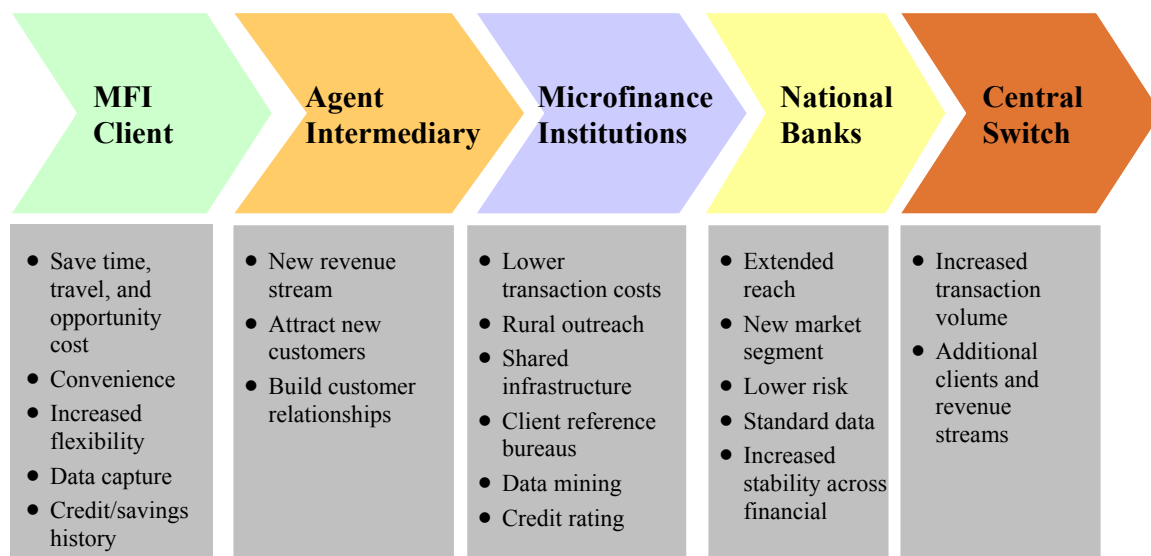 MFI
Client
Agent
Intermediary
Microfinance
Institutions
National
Banks
Central
Switch
• Save time,
travel, and
opportunity
cost
• Convenience
• Increased
flexibility
• Data capture
• Credit/savings
history
• New revenue
stream
• Attract new
customers
• Build customer
relationships
• Lower
transaction costs
• Rural outreach
• Shared
infrastructure
• Client reference
bureaus
• Data mining
• Credit rating
• Extended
reach
• New market
segment
• Lower risk
• Standard data
• Increased
stability across
financial
• Increased
transaction
volume
• Additional
clients and
revenue
streams